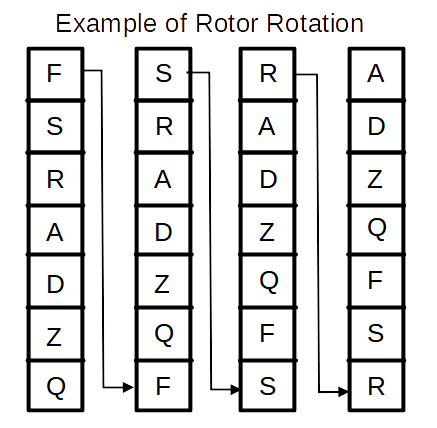 Example of Rotor Rotation
F S R A
S R A D
R A D Z
A D Z Q
D Z Q F
Z Q F S
Q F S R